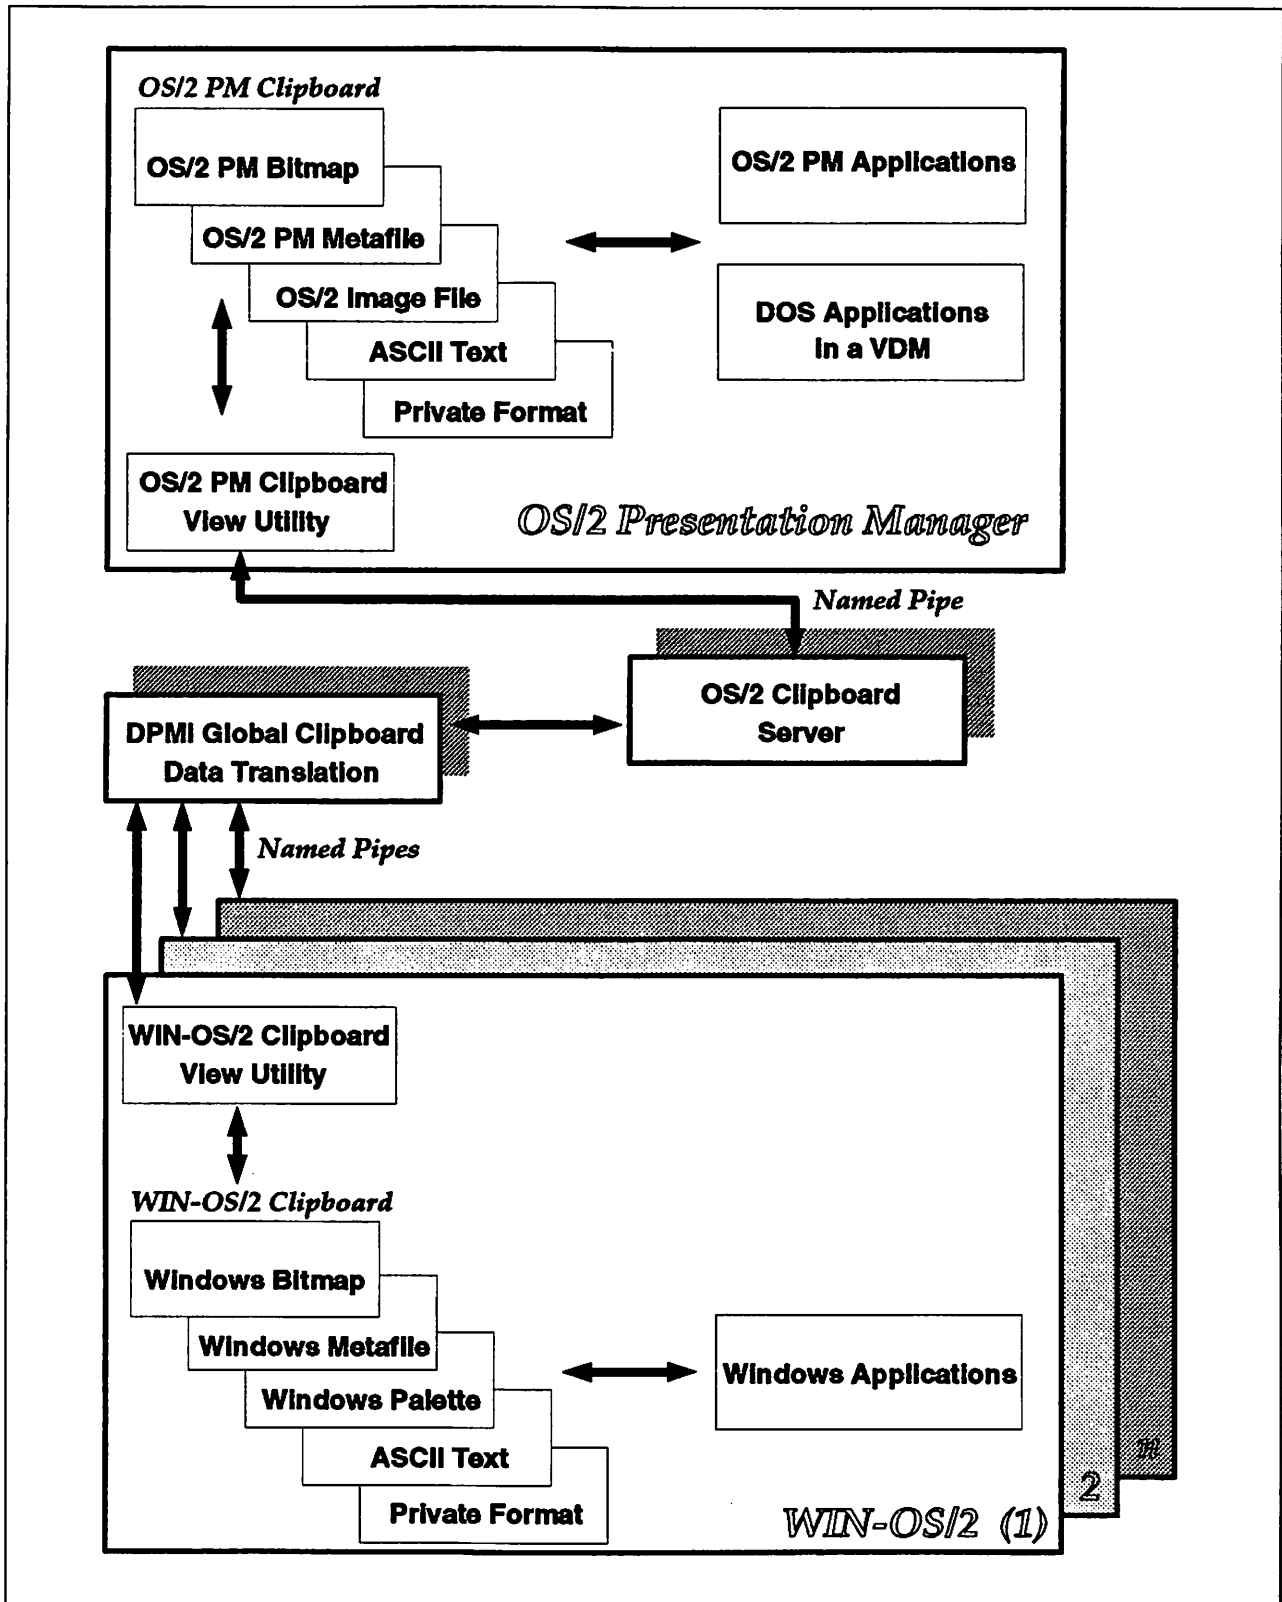 OS/2 PM Clipboard
OS/2 PM Bitmap
OS/2 PM Metafile
OS/2 Image File
ASCII Text
Private Format
OS/2 PM Applications
DOS Applications
in a VDM
OS/2 PM Clipboard
View Utility
OS/2 Presentation Manager
Named Pipe
OS/2 Clipboard
Server
DPMI Global Clipboard
Data Translation
Named Pipes
WIN-OS/2 Clipboard
View Utility
WIN-OS/2 Clipboard
Windows Bitmap
Windows Metafile
Windows Palette
ASCII Text
Private Format
Windows Applications
WIN-OS/2 (1)
2
n